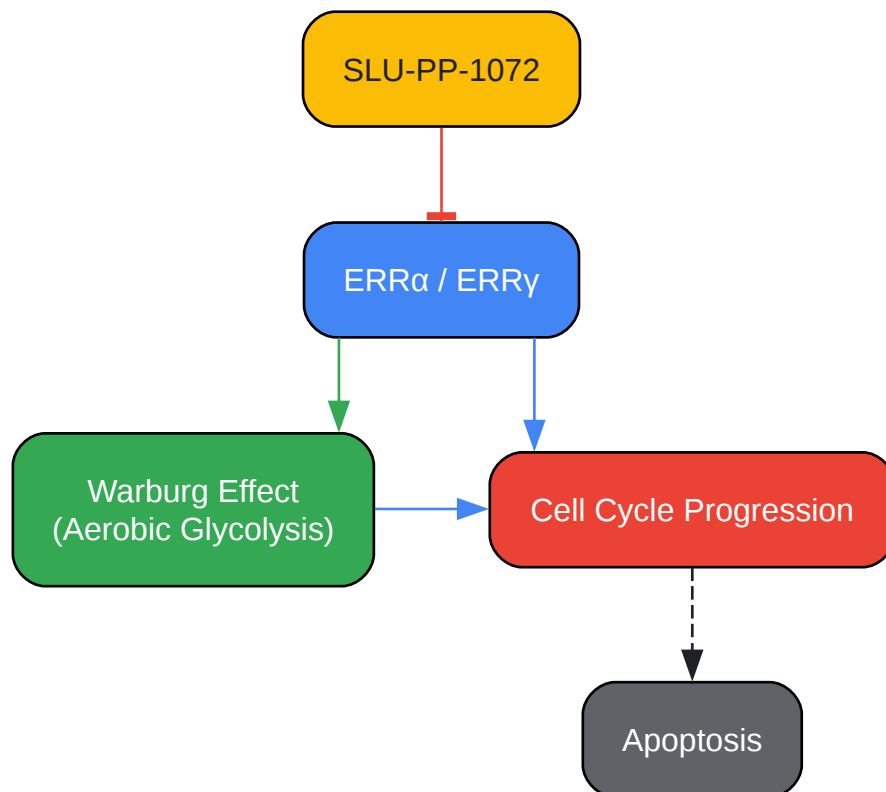 SLU-PP-1072
ERRα / ERRγ
Warburg Effect
(Aerobic Glycolysis)
Cell Cycle Progression
Apoptosis